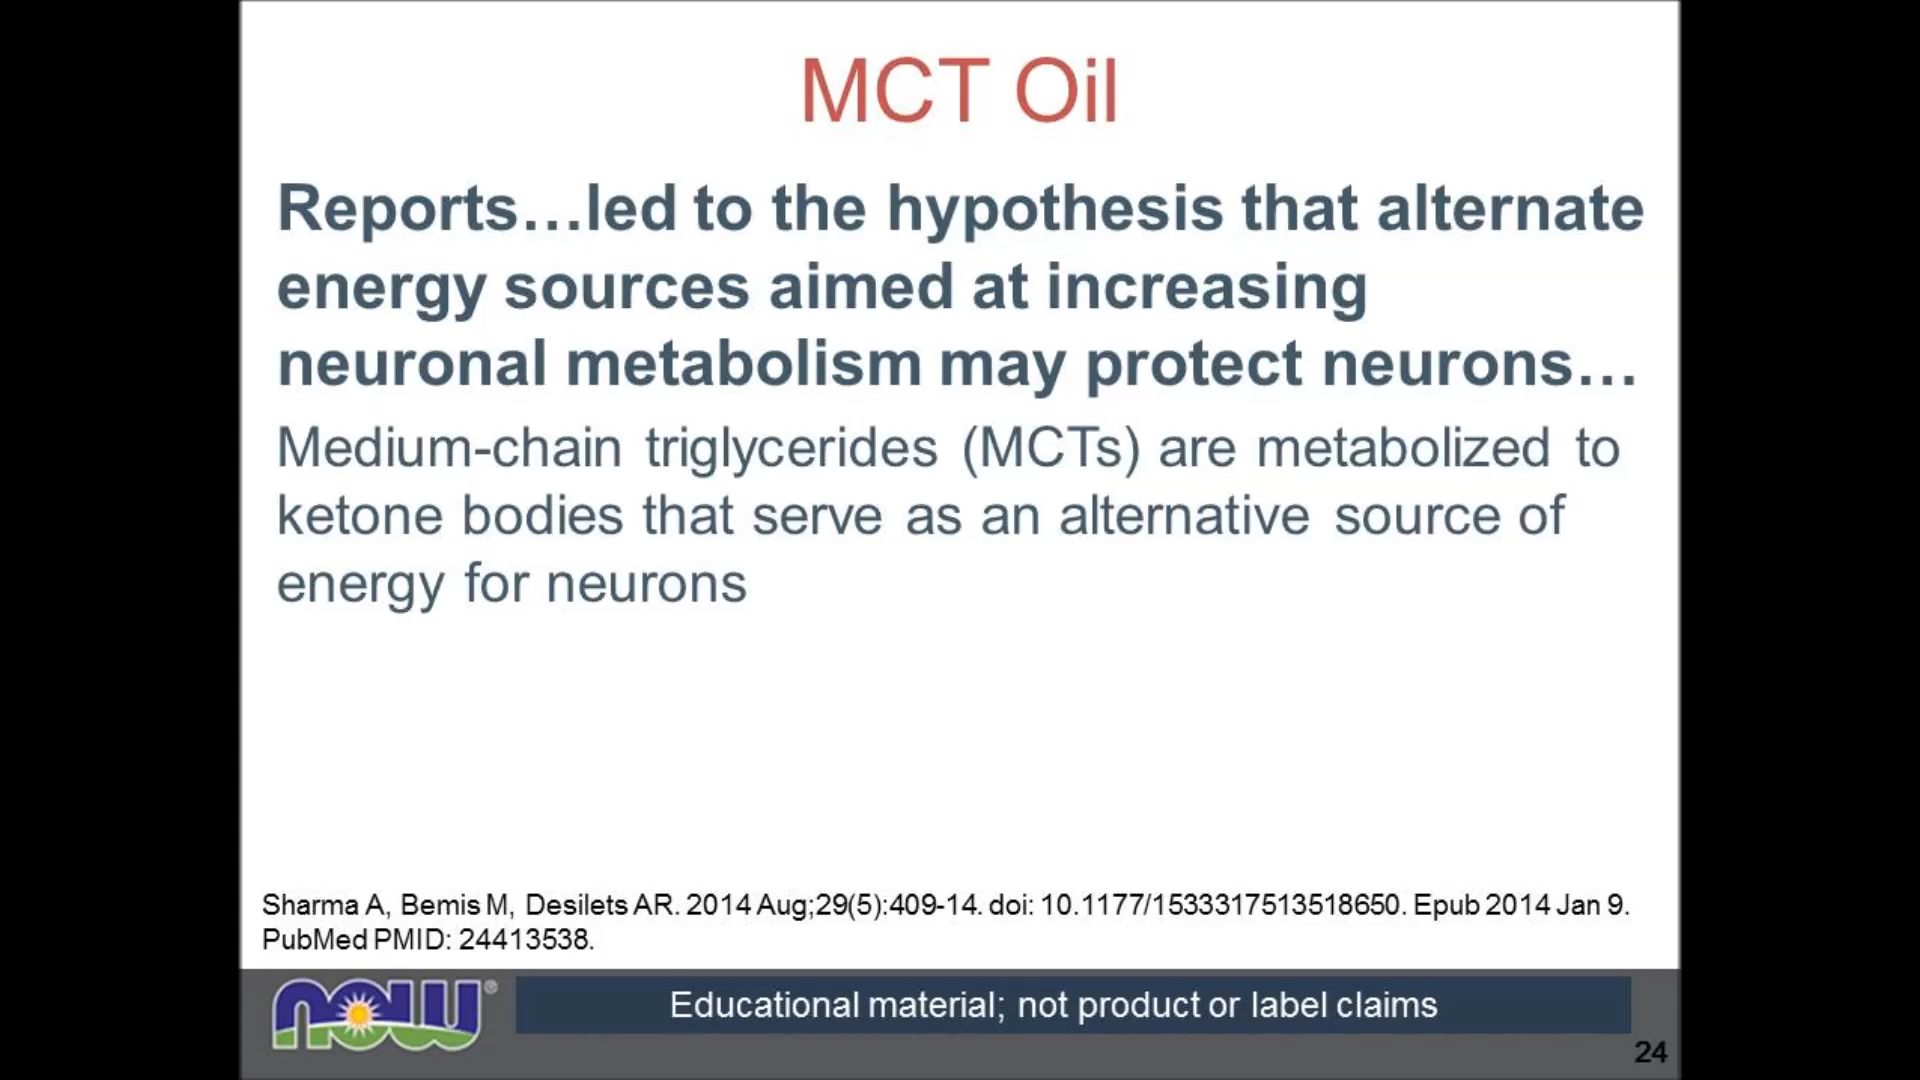 MCT Oil
Reports…led to the hypothesis that alternate
energy sources aimed at increasing
neuronal metabolism may protect neurons…
Medium-chain triglycerides (MCTs) are metabolized to
ketone bodies that serve as an alternative source of
energy for neurons
Sharma A, Bemis M, Desilets AR. 2014 Aug;29(5):409-14. doi: 10.1177/1533317513518650. Epub 2014 Jan 9.
PubMed PMID: 24413538.
now®
Educational material; not product or label claims
24